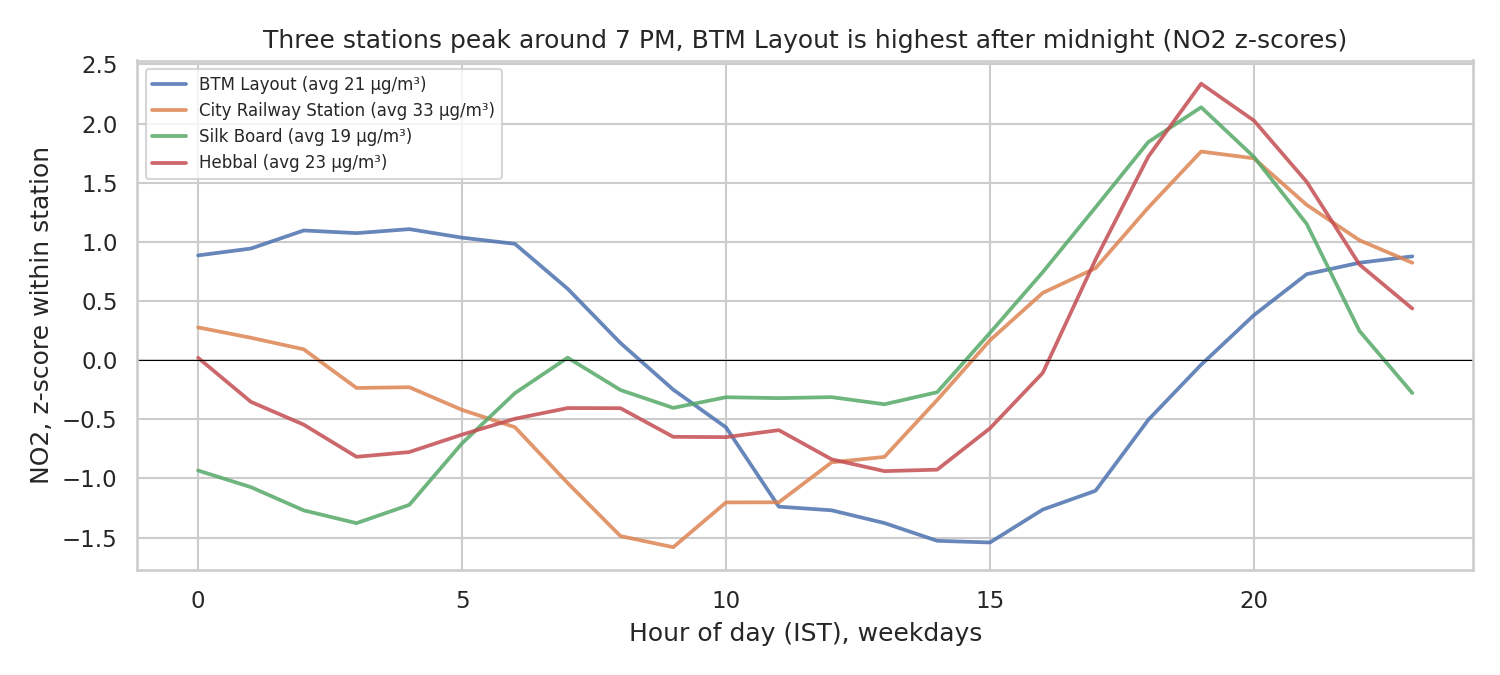 Three stations peak around 7 PM, BTM Layout is highest after midnight (NO2 z-scores)
BTM Layout (avg 21 µg/m³)
City Railway Station (avg 33 µg/m³)
Silk Board (avg 19 µg/m³)
Hebbal (avg 23 µg/m³)
NO2, z-score within station
2.5
2.0
1.5
1.0
0.5
0.0
−0.5
−1.0
−1.5
0 5 10 15 20
Hour of day (IST), weekdays